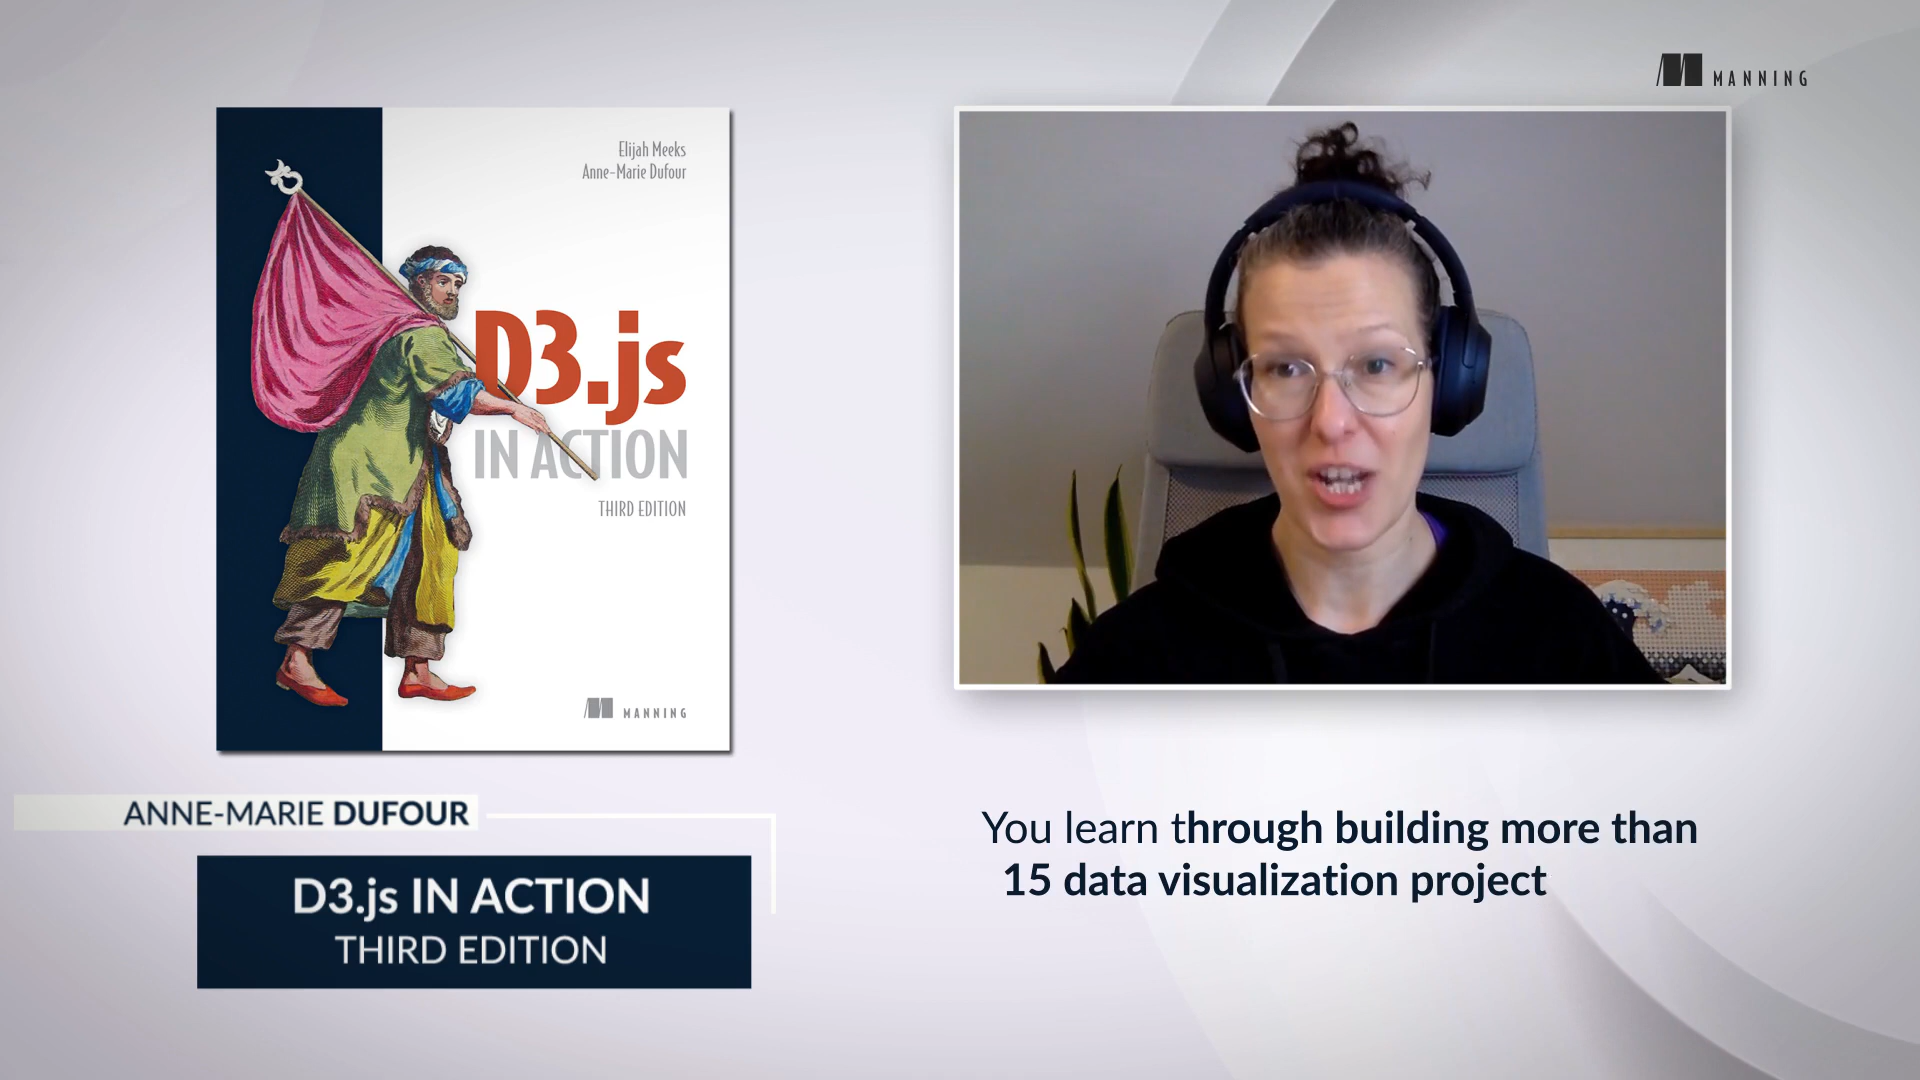 MANNING
Elijah Meeks
Anne-Marie Dufour
D3.js
IN ACTION
THIRD EDITION
MANNING
ANNE-MARIE DUFOUR
D3.js IN ACTION
THIRD EDITION
You learn through building more than
15 data visualization project